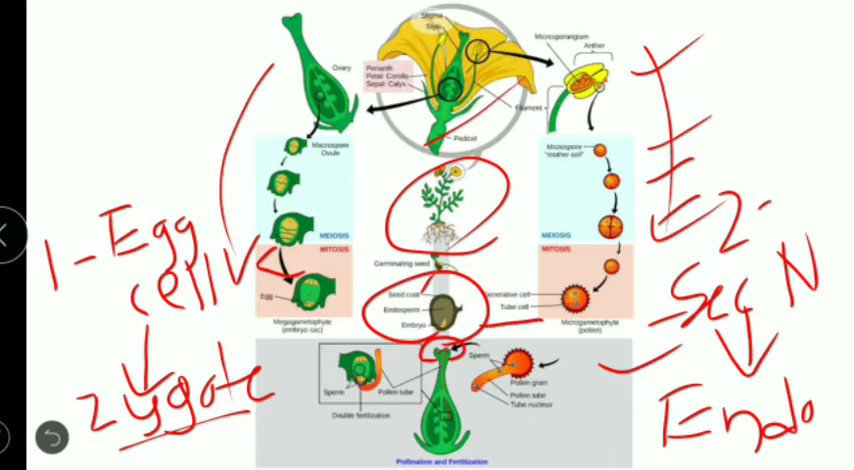 Stigma
Style
Microsporangium
Anther
Ovary
Perianth
Petal: Corolla
Sepal: Calyx
Filament
Pedicel
Macrospore
Ovule
Microspore
"mother-cell"
MEIOSIS
MEIOSIS
MITOSIS
MITOSIS
Germinating seed
Seed coat
Endosperm
Embryo
Egg
Generative cell
Tube cell
Megagametophyte
(embryo sac)
Microgametophyte
(pollen)
Sperm
Pollen tube
Double fertilization
Sperm
Pollen grain
Pollen tube
Tube nucleus
Pollination and Fertilization
1-Egg
cell
Zygote
2-
Sec N
Endo